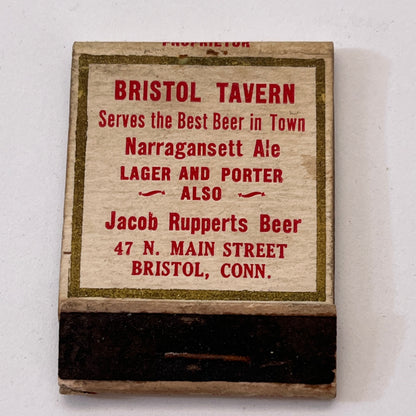 PROPRIETOR
BRISTOL TAVERN
Serves the Best Beer in Town
Narragansett Ale
LAGER AND PORTER
ALSO
Jacob Rupperts Beer
47 N. MAIN STREET
BRISTOL, CONN.